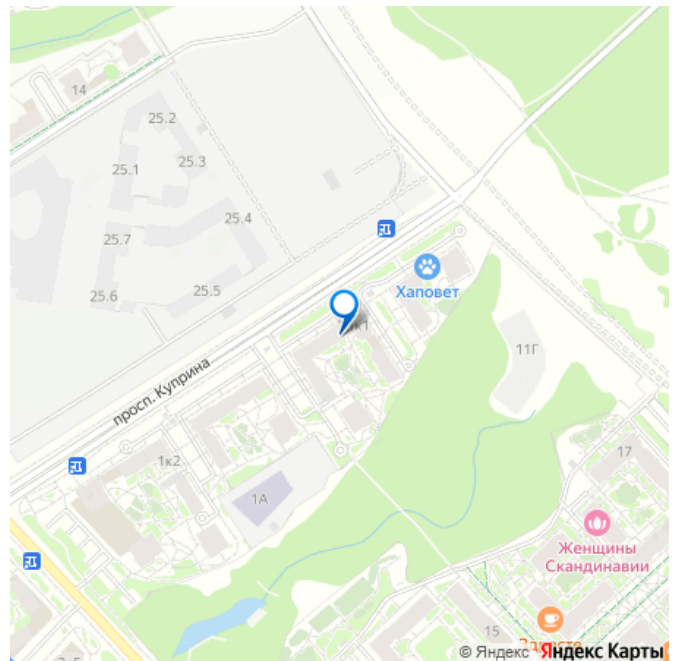 14
25.2
25.3
25.1
25.4
25.7
25.5
25.6
Хаповет
к1
11Г
просп. Куприна
1к2
1А
17
Женщины
Скандинавии
15
© Яндекс
Яндекс Карты